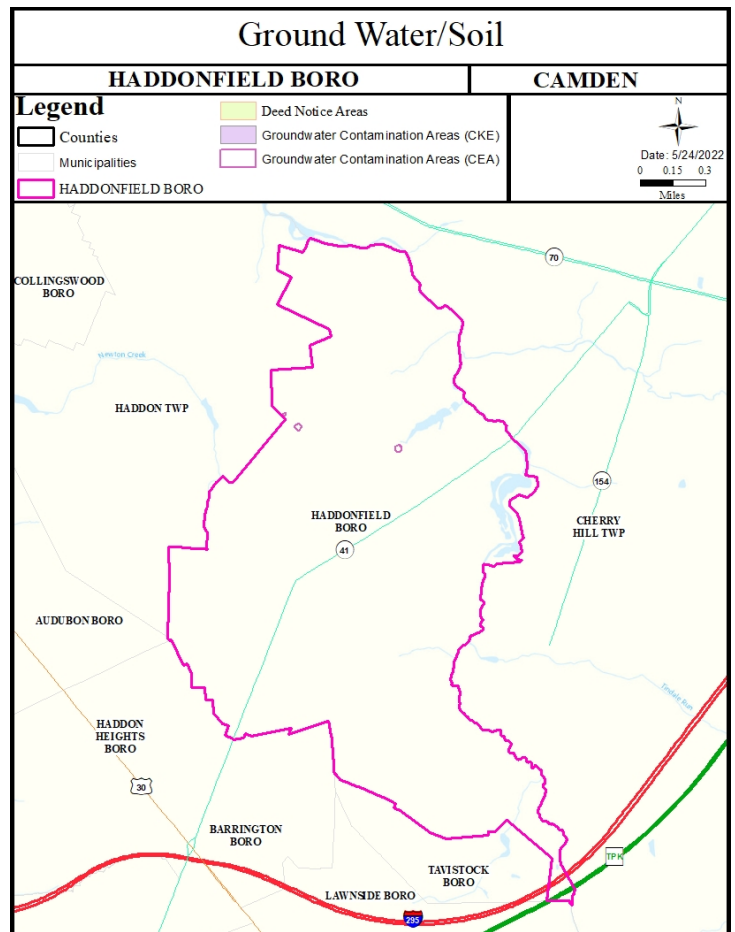 Ground Water/Soil
HADDONFIELD BORO
CAMDEN
Legend
Counties
Municipalities
HADDONFIELD BORO
Deed Notice Areas
Groundwater Contamination Areas (CKE)
Groundwater Contamination Areas (CEA)
N
Date: 5/24/2022
0 0.15 0.3
Miles
70
COLLINGSWOOD
BORO
HADDON TWP
154
HADDONFIELD
BORO
CHERRY
HILL TWP
41
AUDUBON BORO
HADDON
HEIGHTS
BORO
30
BARRINGTON
BORO
TPK
TAVISTOCK
BORO
LAWNSIDE BORO
295